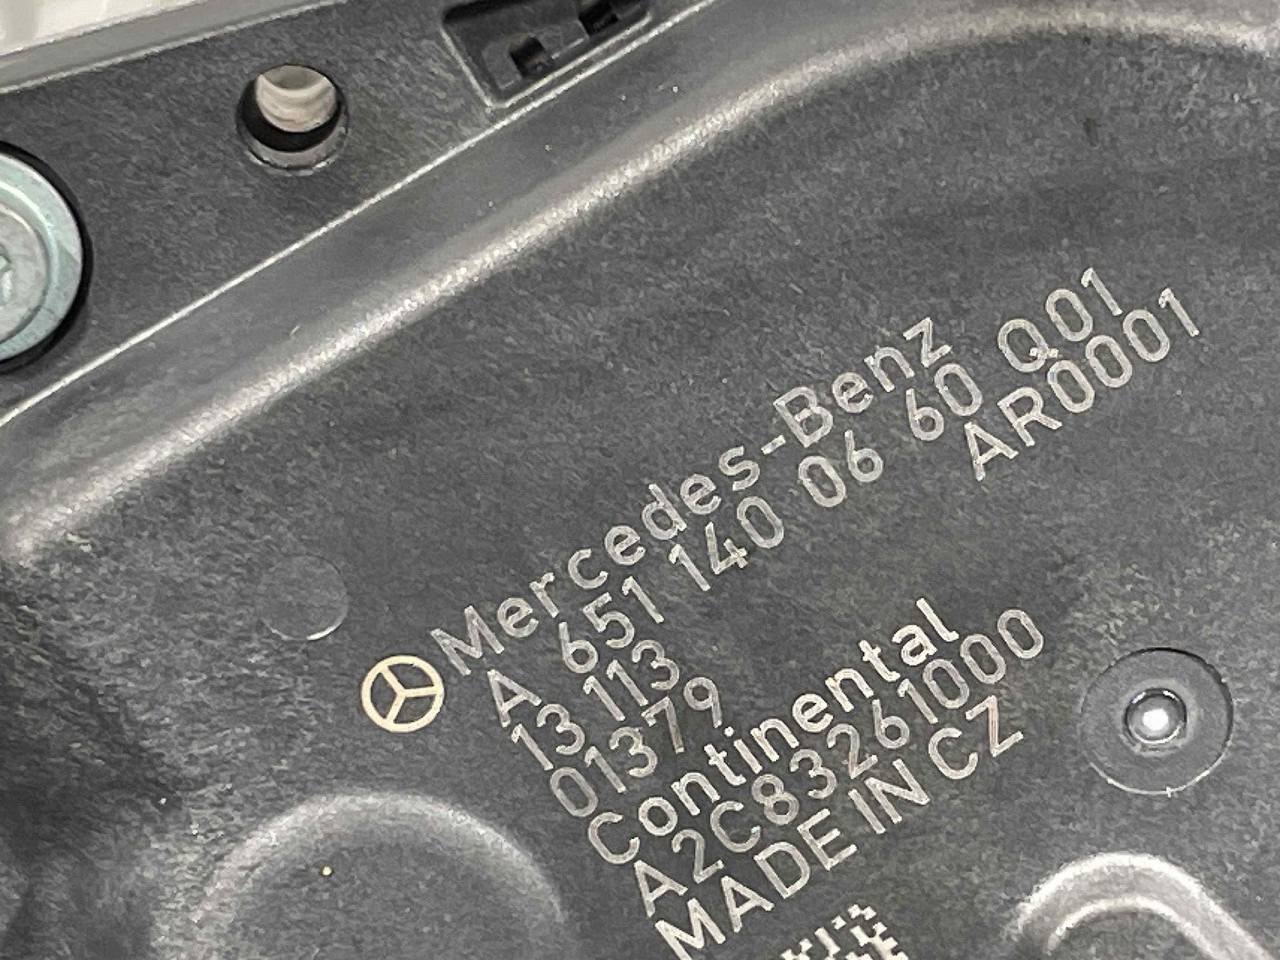 Mercedes-Benz
A 651 140 06 60 Q01
13 113 AR0001
01379
Continental
A2C83261000
MADE IN CZ